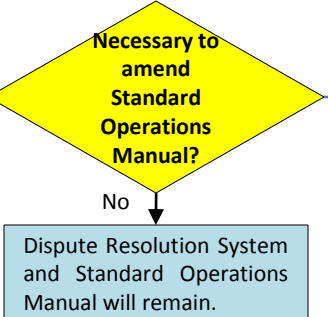 Necessary to
amend
Standard
Operations
Manual?
No
Dispute Resolution System
and Standard Operations
Manual will remain.